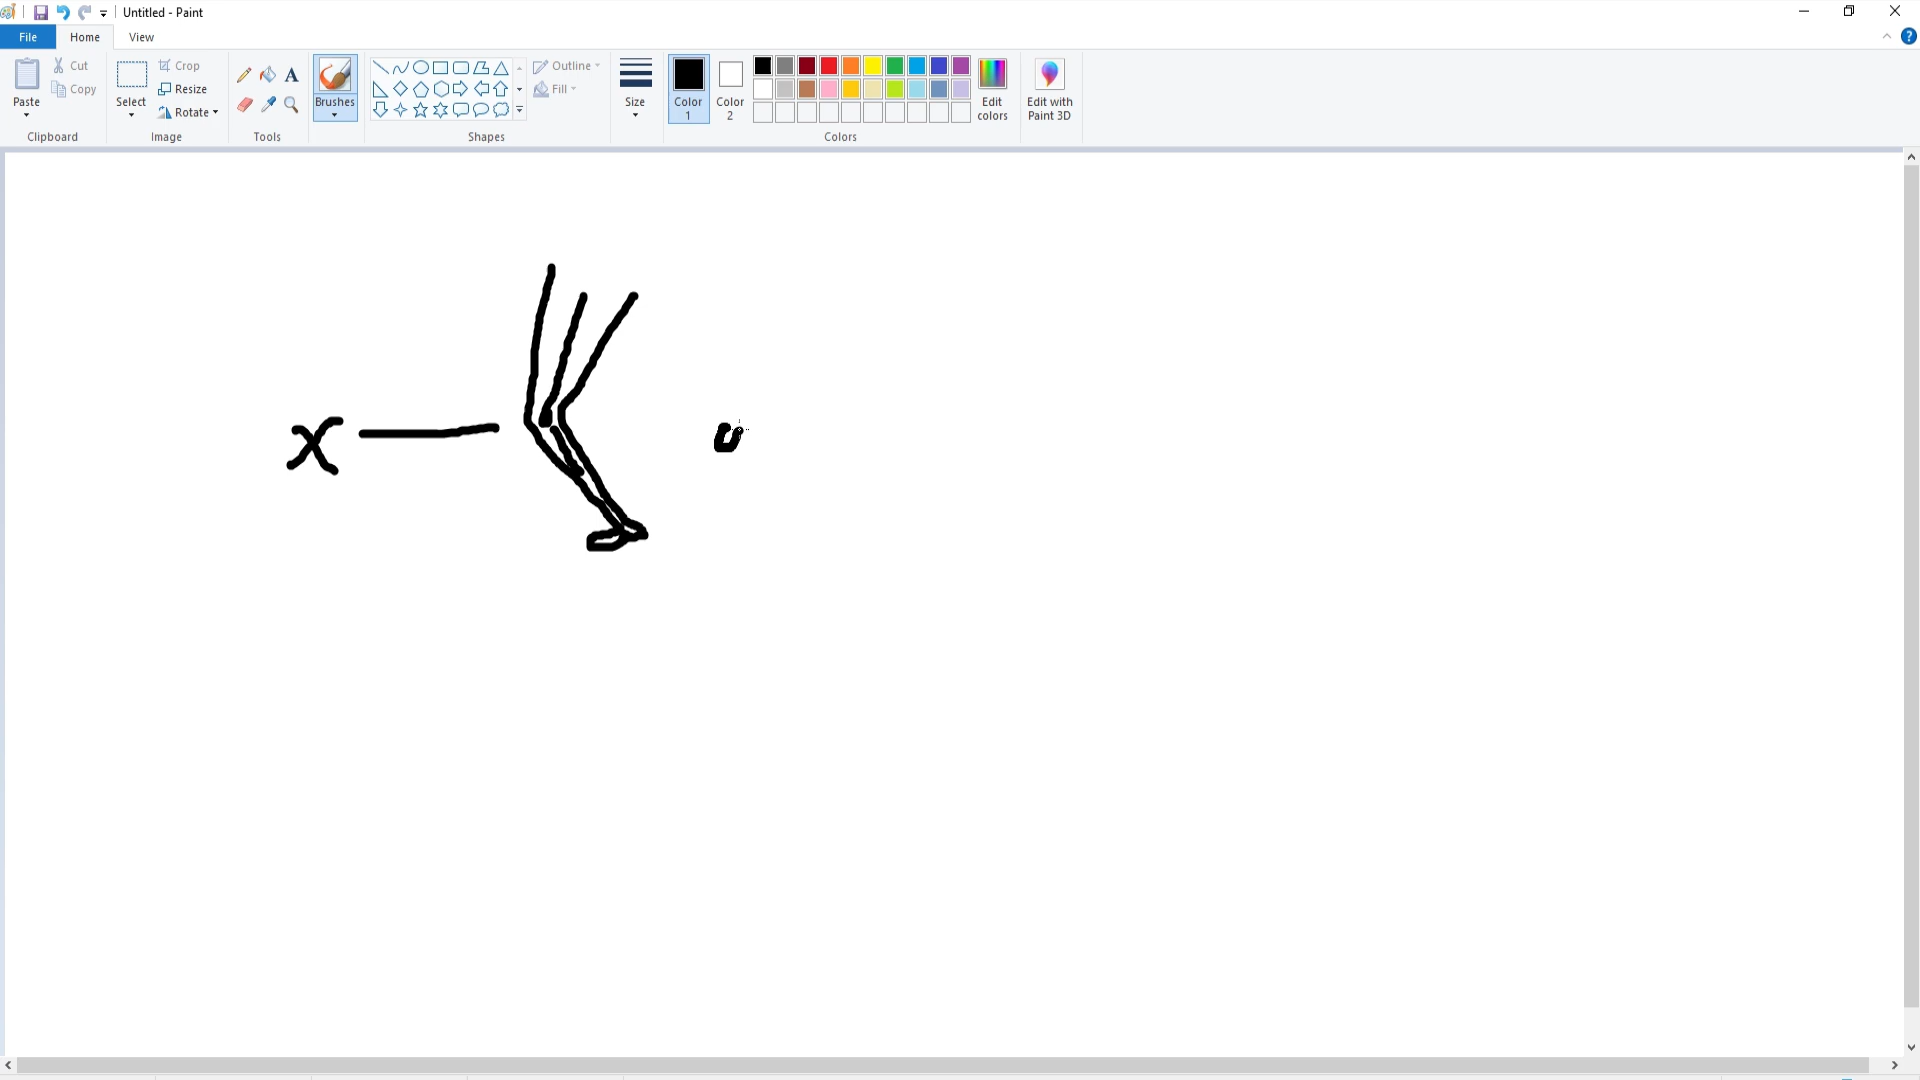 Untitled - Paint
File Home View
Paste Cut Copy Clipboard
Select Crop Resize Rotate Image
A Tools
Brushes
Shapes Outline Fill
Size
Color 1 Color 2 Edit colors Colors
Edit with Paint 3D
x